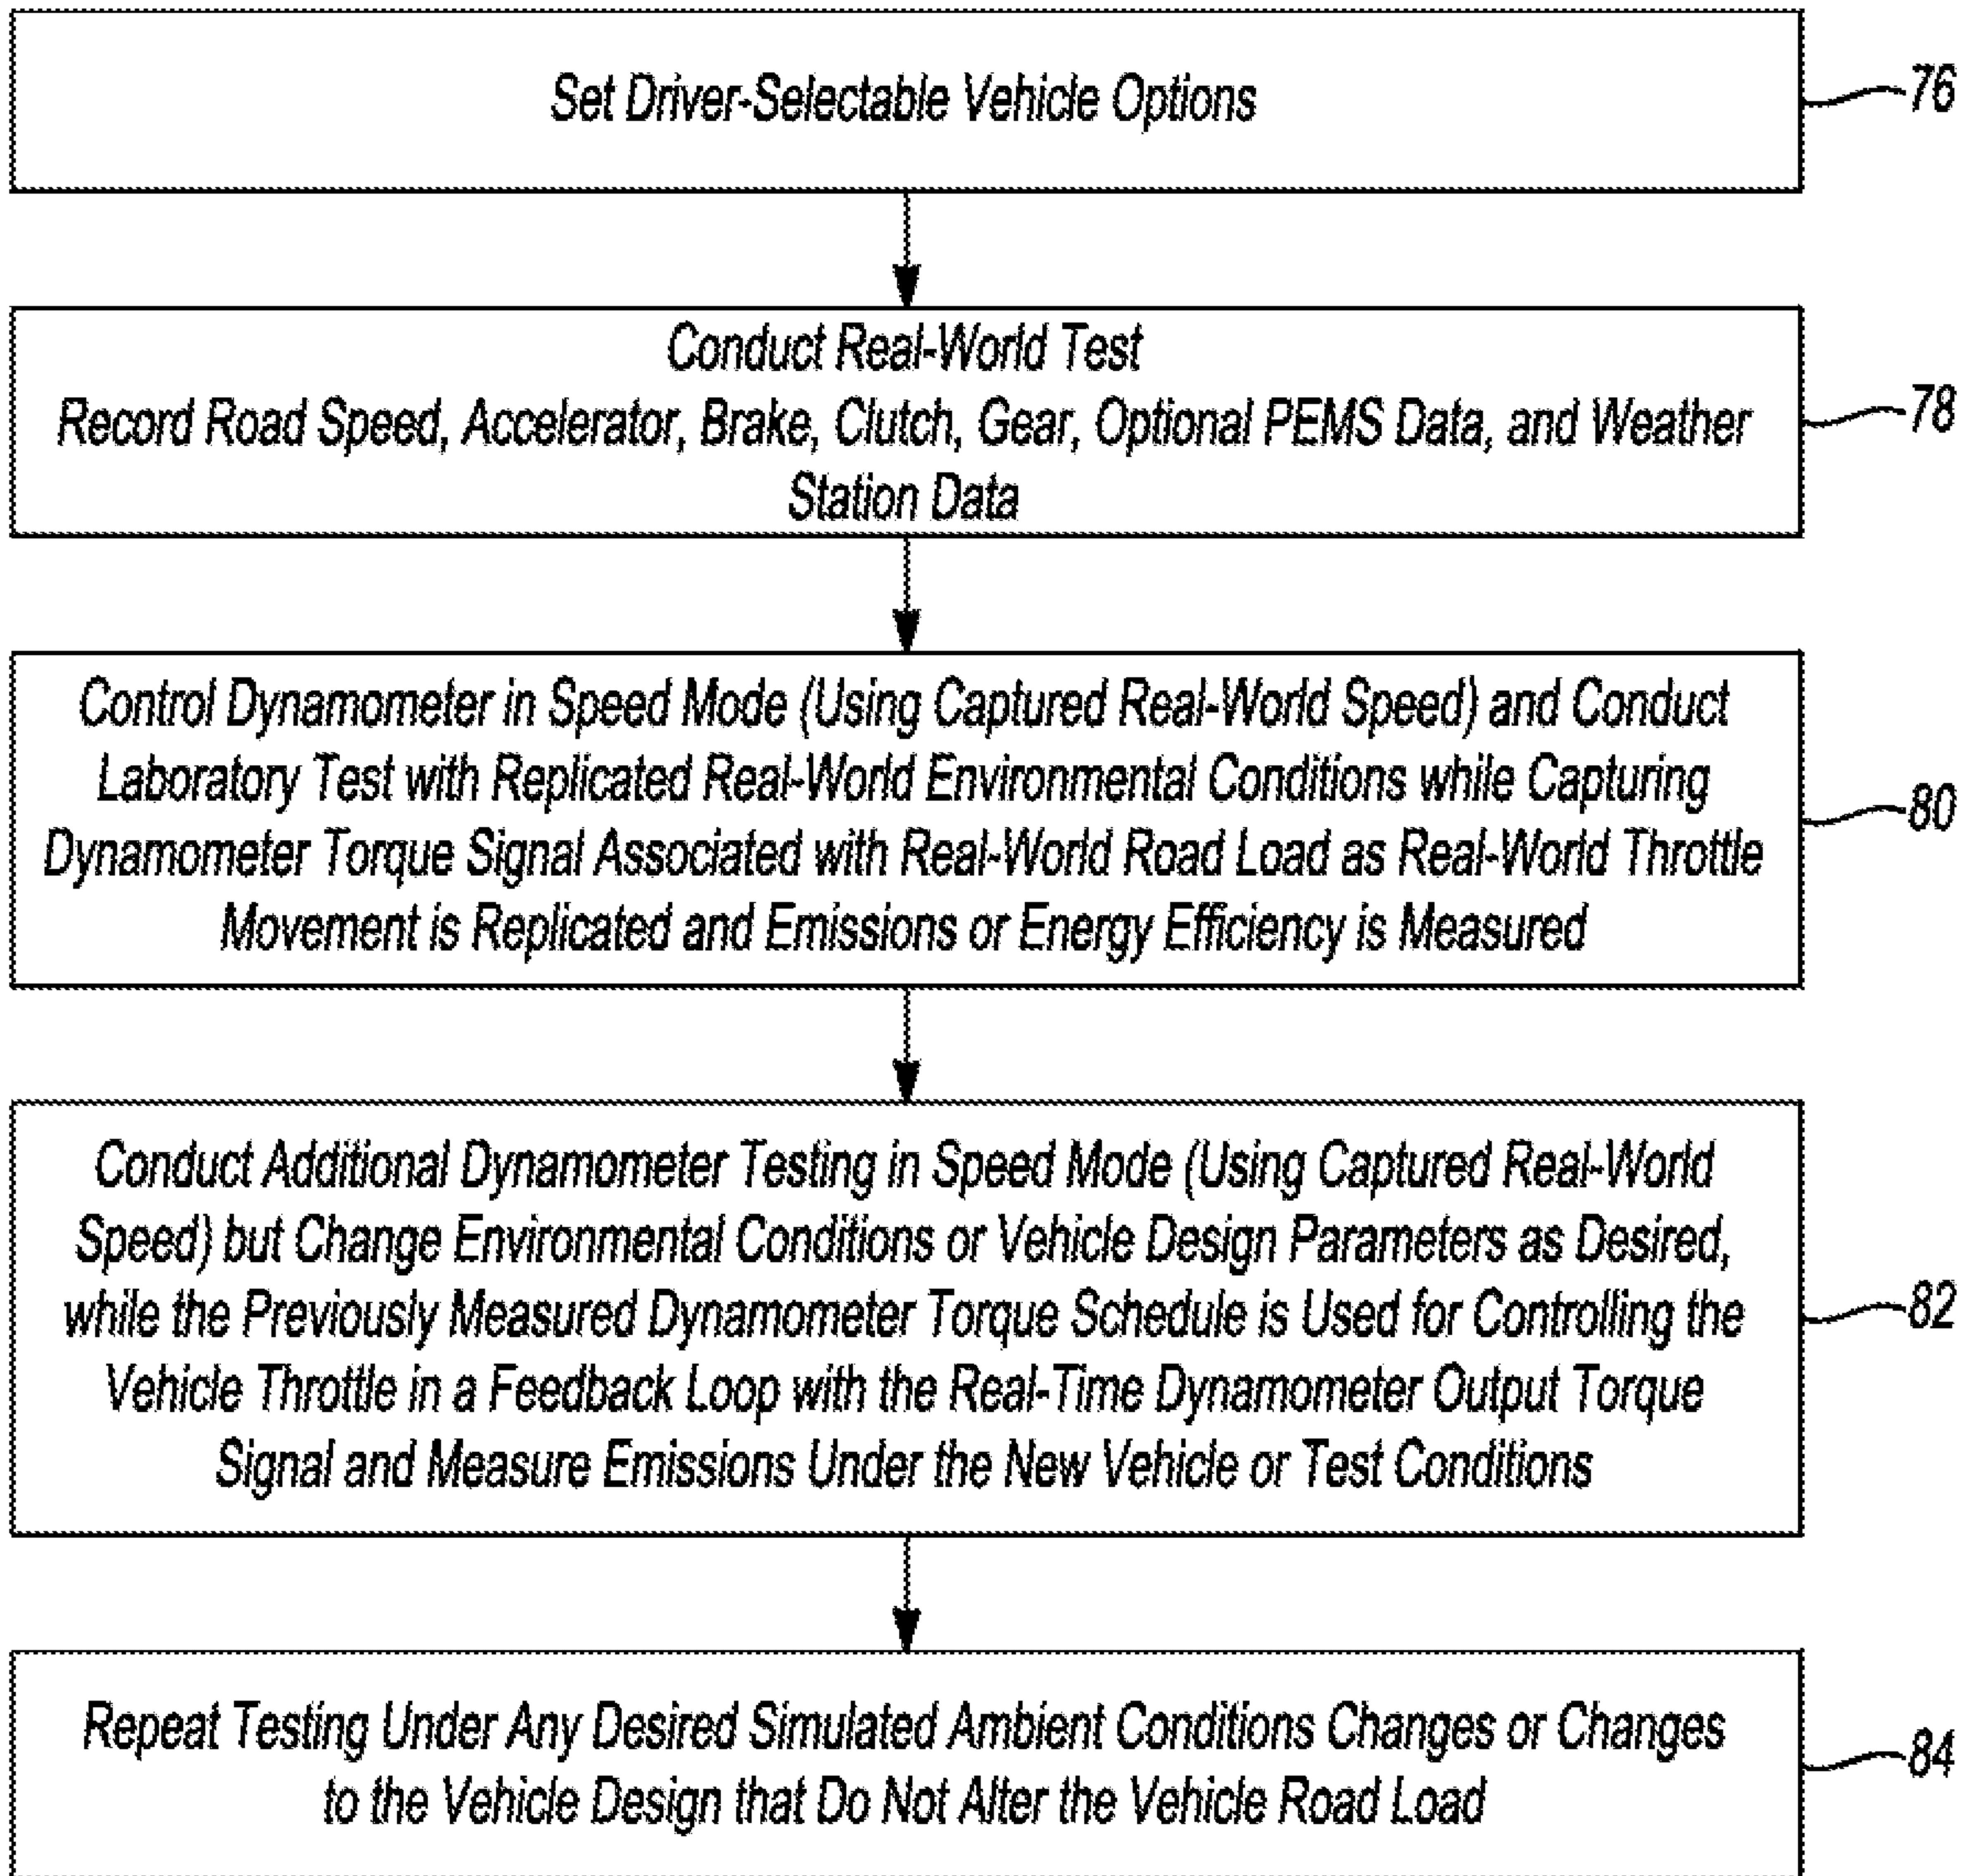 Set Driver-Selectable Vehicle Options
76
Conduct Real-World Test
Record Road Speed, Accelerator, Brake, Clutch, Gear, Optional PEMS Data, and Weather
Station Data
78
Control Dynamometer in Speed Mode (Using Captured Real-World Speed) and Conduct
Laboratory Test with Replicated Real-World Environmental Conditions while Capturing
Dynamometer Torque Signal Associated with Real-World Road Load as Real-World Throttle
Movement is Replicated and Emissions or Energy Efficiency is Measured
80
Conduct Additional Dynamometer Testing in Speed Mode (Using Captured Real-World
Speed) but Change Environmental Conditions or Vehicle Design Parameters as Desired,
while the Previously Measured Dynamometer Torque Schedule is Used for Controlling the
Vehicle Throttle in a Feedback Loop with the Real-Time Dynamometer Output Torque
Signal and Measure Emissions Under the New Vehicle or Test Conditions
82
Repeat Testing Under Any Desired Simulated Ambient Conditions Changes or Changes
to the Vehicle Design that Do Not Alter the Vehicle Road Load
84